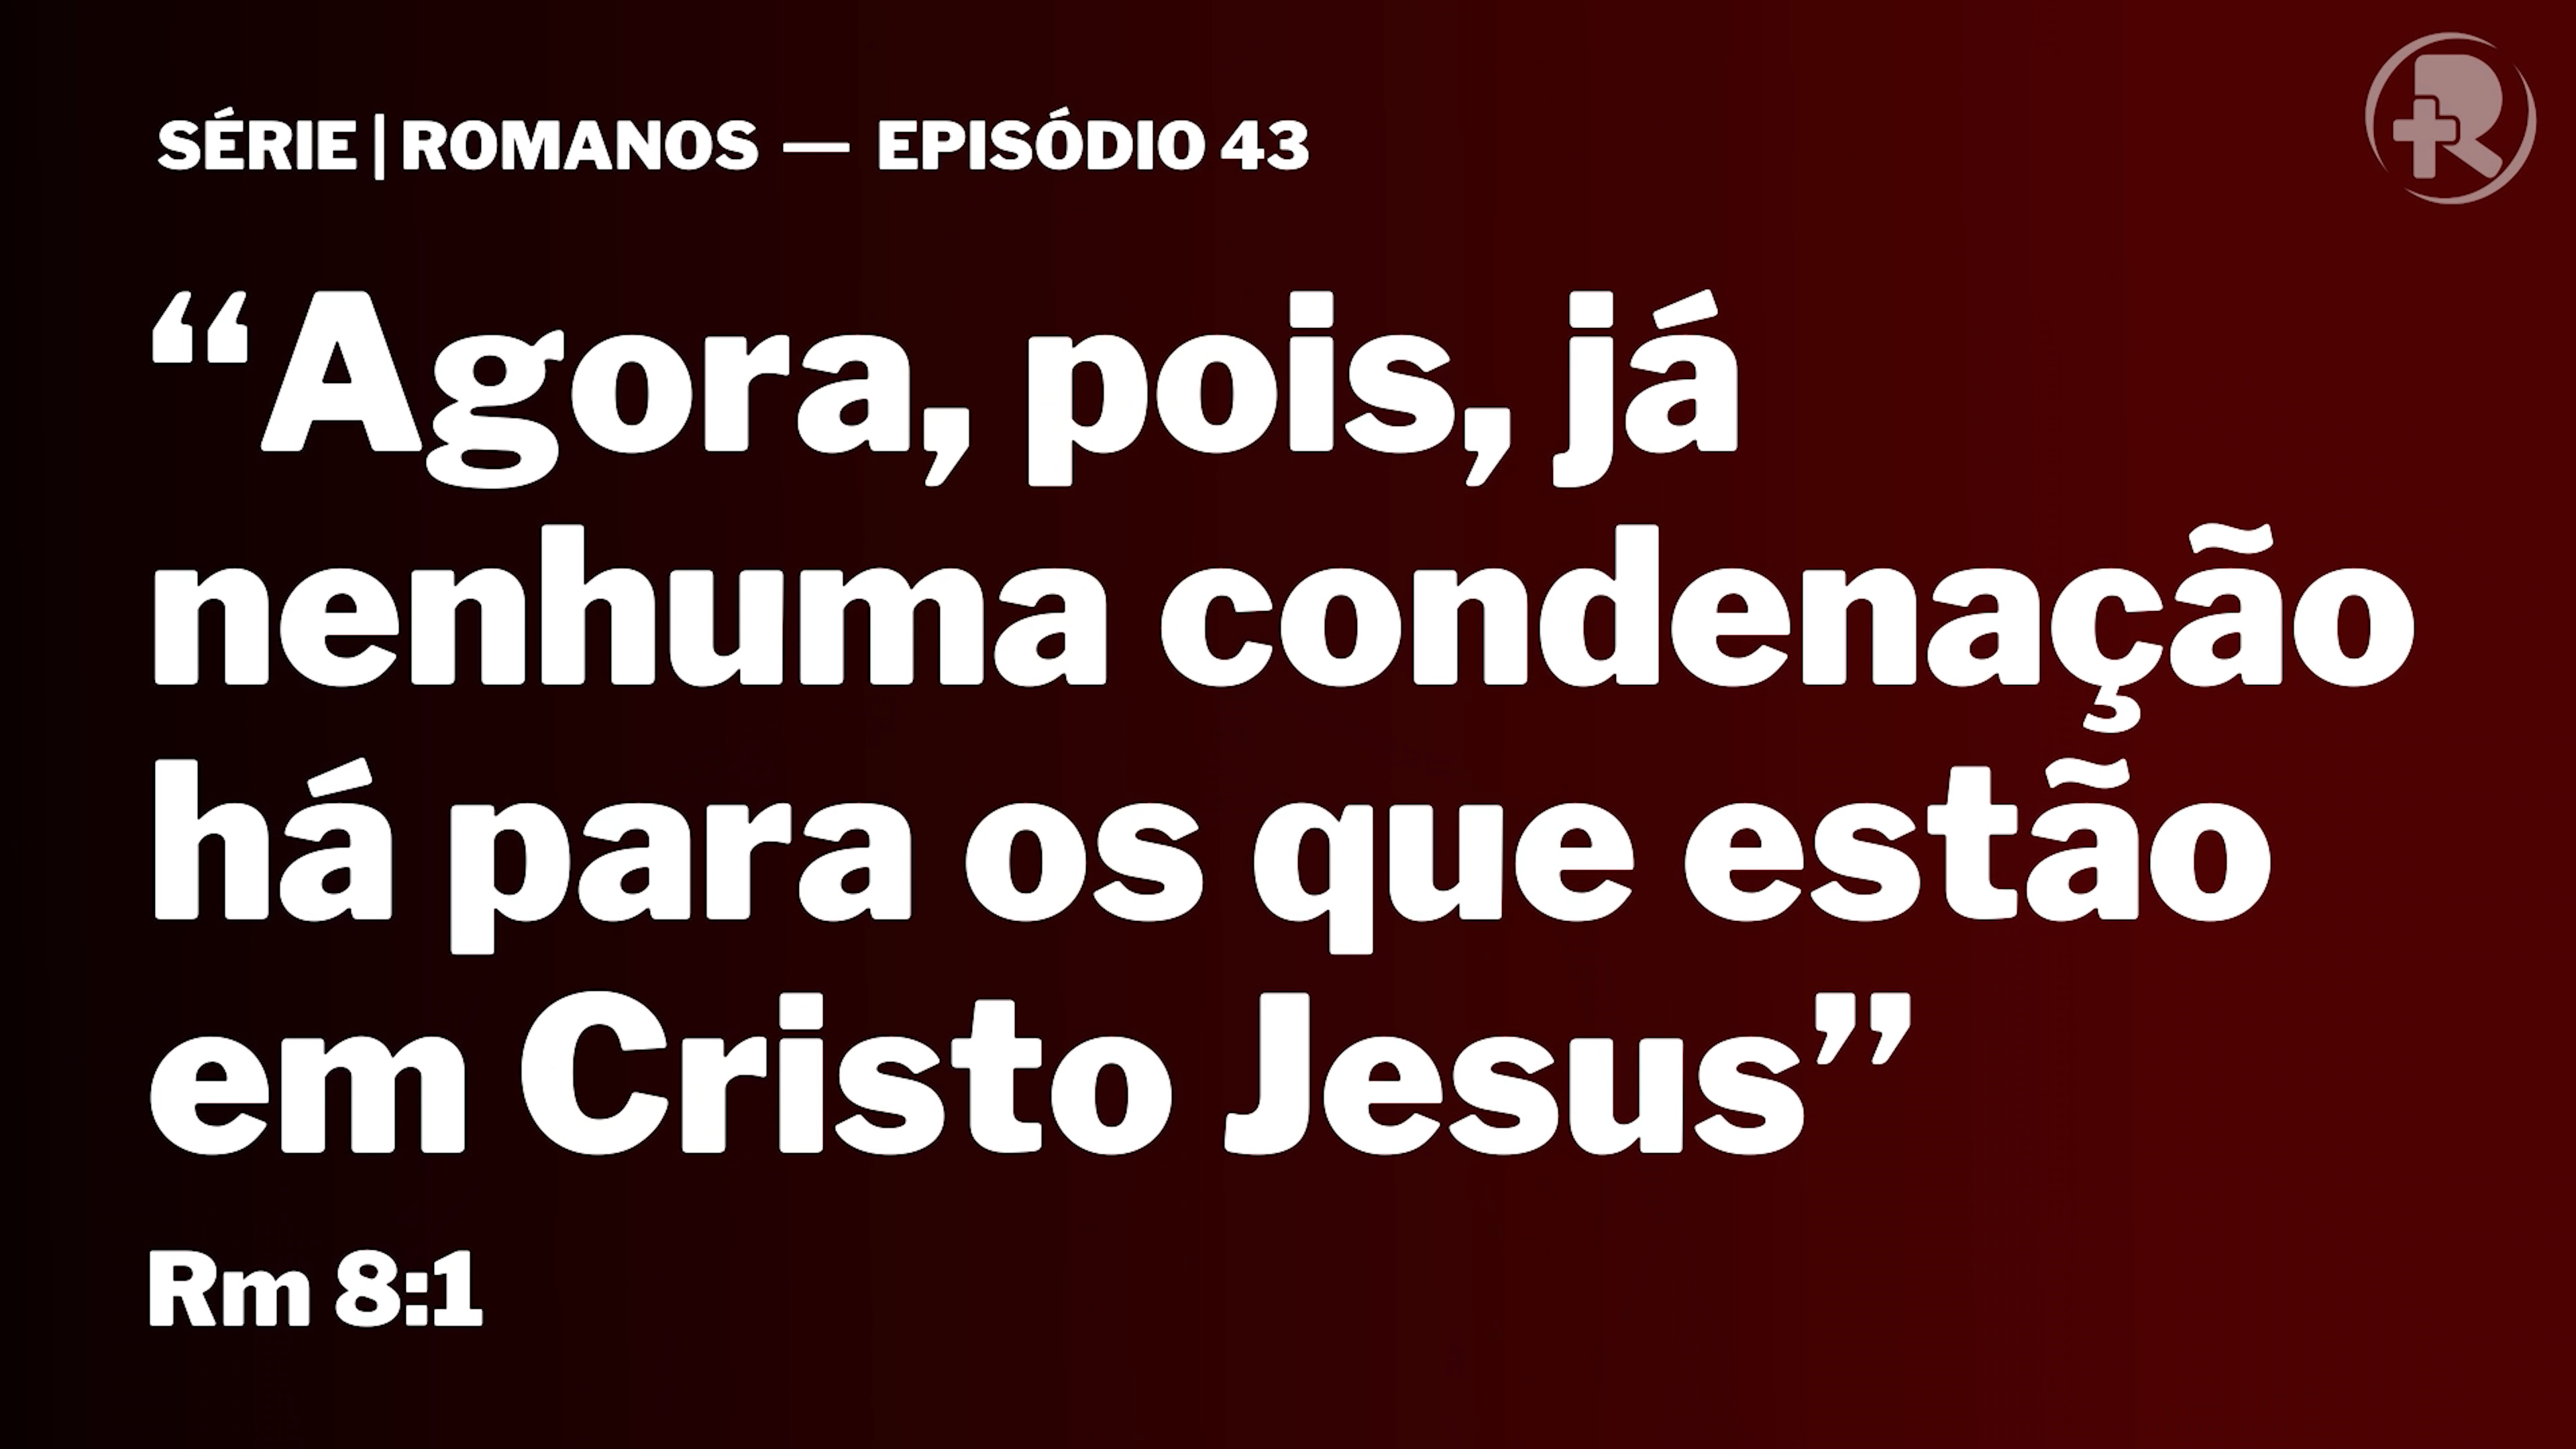 SÉRIE | ROMANOS — EPISÓDIO 43
“Agora, pois, já
nenhuma condenação
há para os que estão
em Cristo Jesus”
Rm 8:1
R